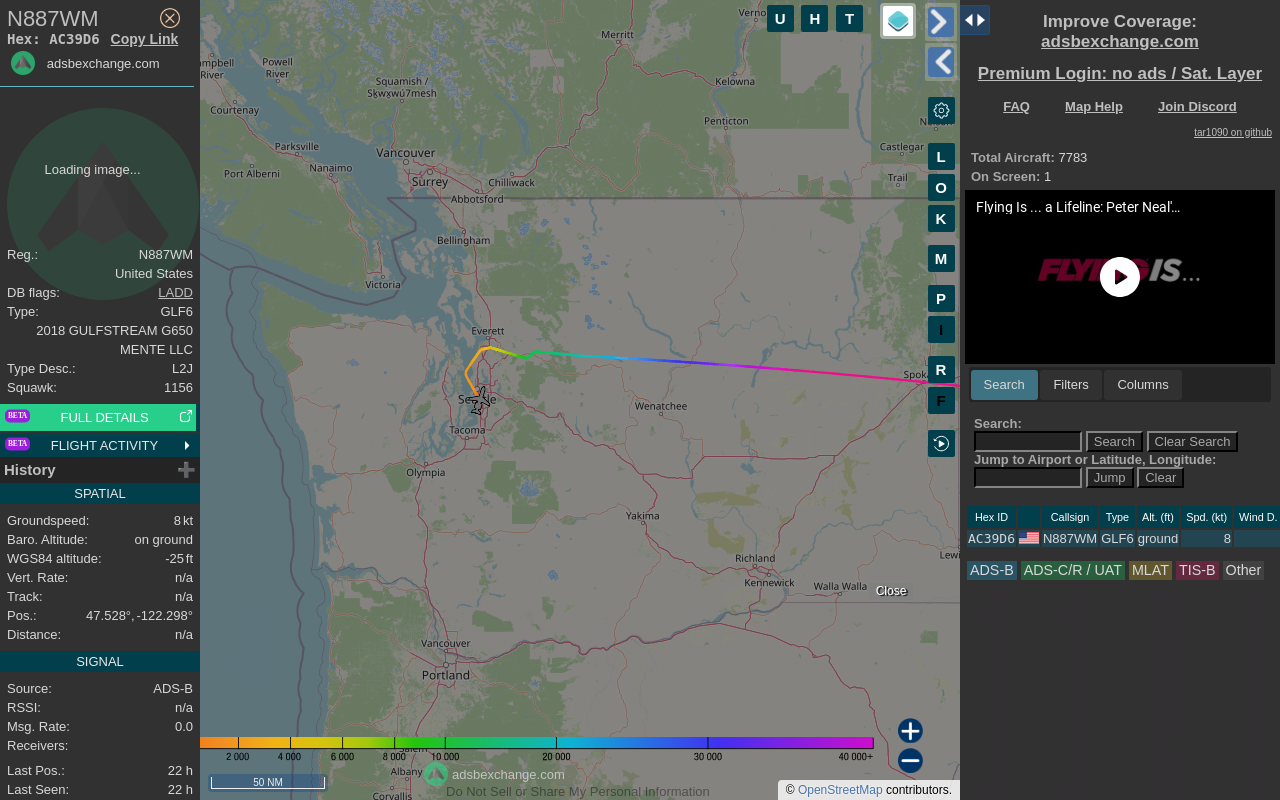 N887WM
Hex: AC39D6 Copy Link
adsbexchange.com
Loading image...
Reg.: N887WM
United States
DB flags: LADD
Type: GLF6
2018 GULFSTREAM G650
MENTE LLC
Type Desc.: L2J
Squawk: 1156
BETA FULL DETAILS
BETA FLIGHT ACTIVITY
History
SPATIAL
Groundspeed: 8 kt
Baro. Altitude: on ground
WGS84 altitude: -25 ft
Vert. Rate: n/a
Track: n/a
Pos.: 47.528°, -122.298°
Distance: n/a
SIGNAL
Source: ADS-B
RSSI: n/a
Msg. Rate: 0.0
Receivers:
Last Pos.: 22 h
Last Seen: 22 h
Merritt
Powell
River
River
Squamish /
Sḵwx̱wú7mesh
Kelowna
Courtenay
Penticton
Parksville
Vancouver
Castlegar
Nanaimo
Port Alberni
Surrey
Chilliwack
Trail
Abbotsford
Bellingham
Victoria
Everett
Wenatchee
Tacoma
Olympia
Yakima
Richland
Kennewick
Walla Walla
Vancouver
Portland
Albany
Corvallis
U H T
L
O
K
M
P
I
R
F
Close
2 000 4 000 6 000 8 000 10 000 20 000 30 000 40 000+
50 NM
adsbexchange.com
Do Not Sell or Share My Personal Information
© OpenStreetMap contributors.
Improve Coverage:
adsbexchange.com
Premium Login: no ads / Sat. Layer
FAQ Map Help Join Discord
tar1090 on github
Total Aircraft: 7783
On Screen: 1
Flying Is ... a Lifeline: Peter Neal'...
FLYING IS...
Search Filters Columns
Search:
Search Clear Search
Jump to Airport or Latitude, Longitude:
Jump Clear
Hex ID Callsign Type Alt. (ft) Spd. (kt) Wind D.
AC39D6 N887WM GLF6 ground 8
ADS-B ADS-C/R / UAT MLAT TIS-B Other